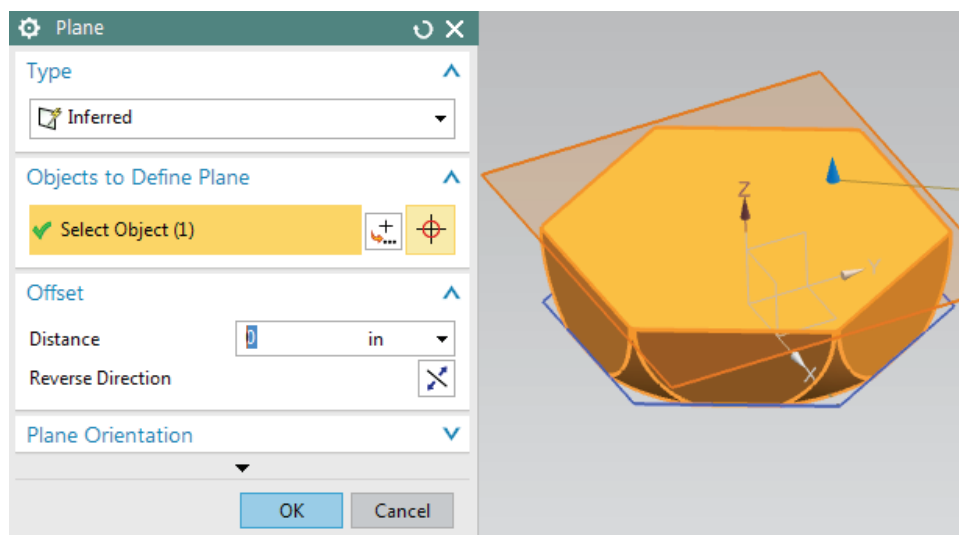 Plane
Type
Inferred
Objects to Define Plane
Select Object (1)
Offset
Distance 0 in
Reverse Direction
Plane Orientation
OK Cancel
Z
Y
X